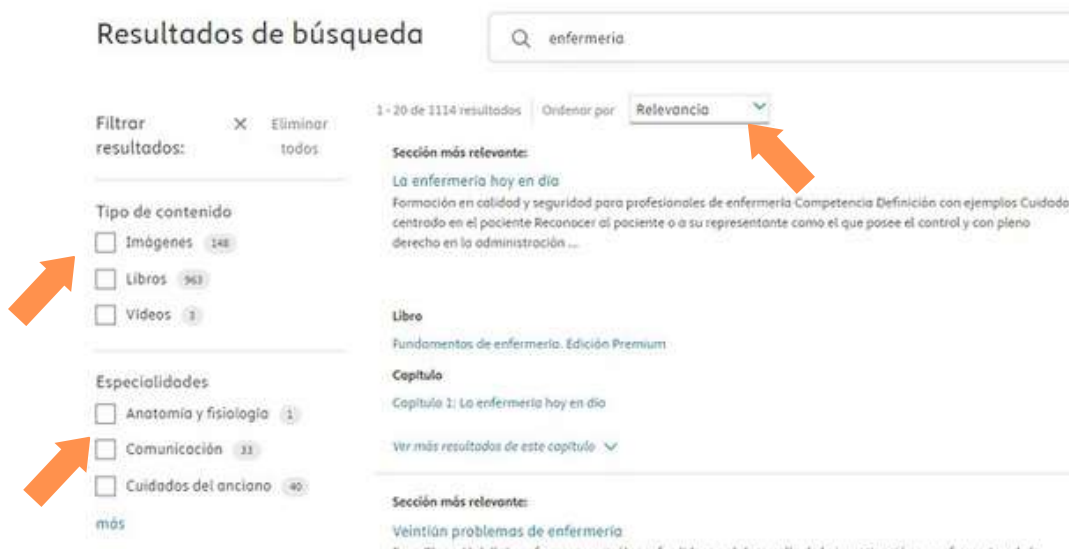 Resultados de búsqueda
enfermeria
Filtrar resultados:
Eliminar todos
1 - 20 de 1114 resultados
Ordenar por
Relevancia
Tipo de contenido
Imágenes 148
Libros 963
Vídeos 3
Especialidades
Anatomía y fisiología 1
Comunicación 33
Cuidados del anciano 40
más
Sección más relevante:
La enfermería hoy en día
Formación en calidad y seguridad para profesionales de enfermería Competencia Definición con ejemplos Cuidado
centrado en el paciente Reconocer al paciente o a su representante como el que posee el control y con pleno
derecho en la administración ...
Libro
Fundamentos de enfermería. Edición Premium
Capítulo
Capítulo 1: La enfermería hoy en día
Ver más resultados de este capítulo
Sección más relevante:
Veintiún problemas de enfermería